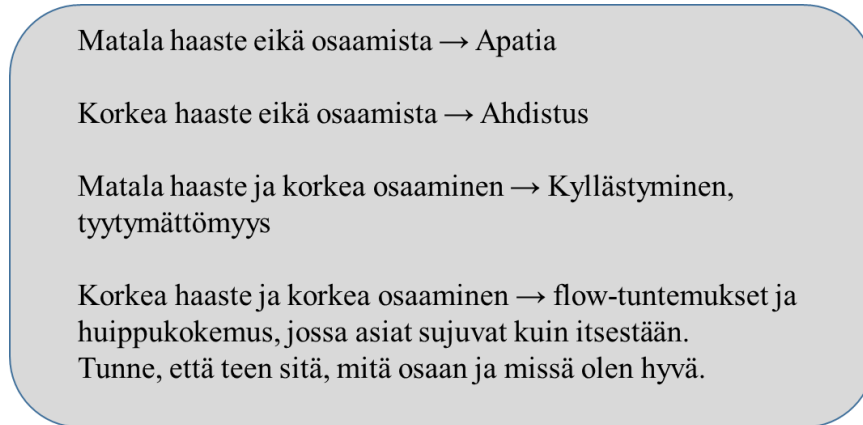 Matala haaste eikä osaamista → Apatia
Korkea haaste eikä osaamista → Ahdistus
Matala haaste ja korkea osaaminen → Kyllästyminen,
tyytymättömyys
Korkea haaste ja korkea osaaminen → flow-tuntemukset ja
huippukokemus, jossa asiat sujuvat kuin itsestään.
Tunne, että teen sitä, mitä osaan ja missä olen hyvä.